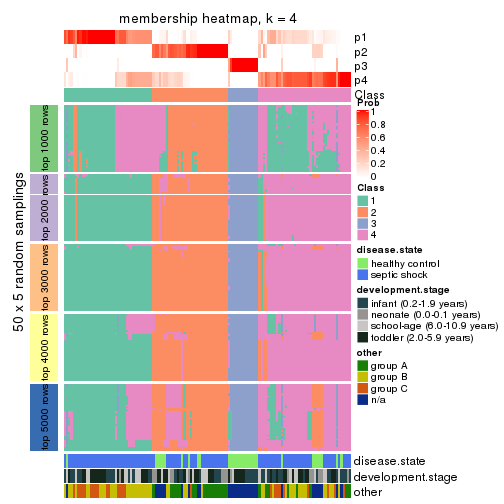 membership heatmap, k = 4
p1
p2
p3
p4
Class
50 x 5 random samplings
top 1000 rows
top 2000 rows
top 3000 rows
top 4000 rows
top 5000 rows
disease.state
development.stage
other
Prob
1
0.8
0.6
0.4
0.2
0
Class
1
2
3
4
disease.state
healthy control
septic shock
development.stage
infant (0.2-1.9 years)
neonate (0.0-0.1 years)
school-age (6.0-10.9 years)
toddler (2.0-5.9 years)
other
group A
group B
group C
n/a